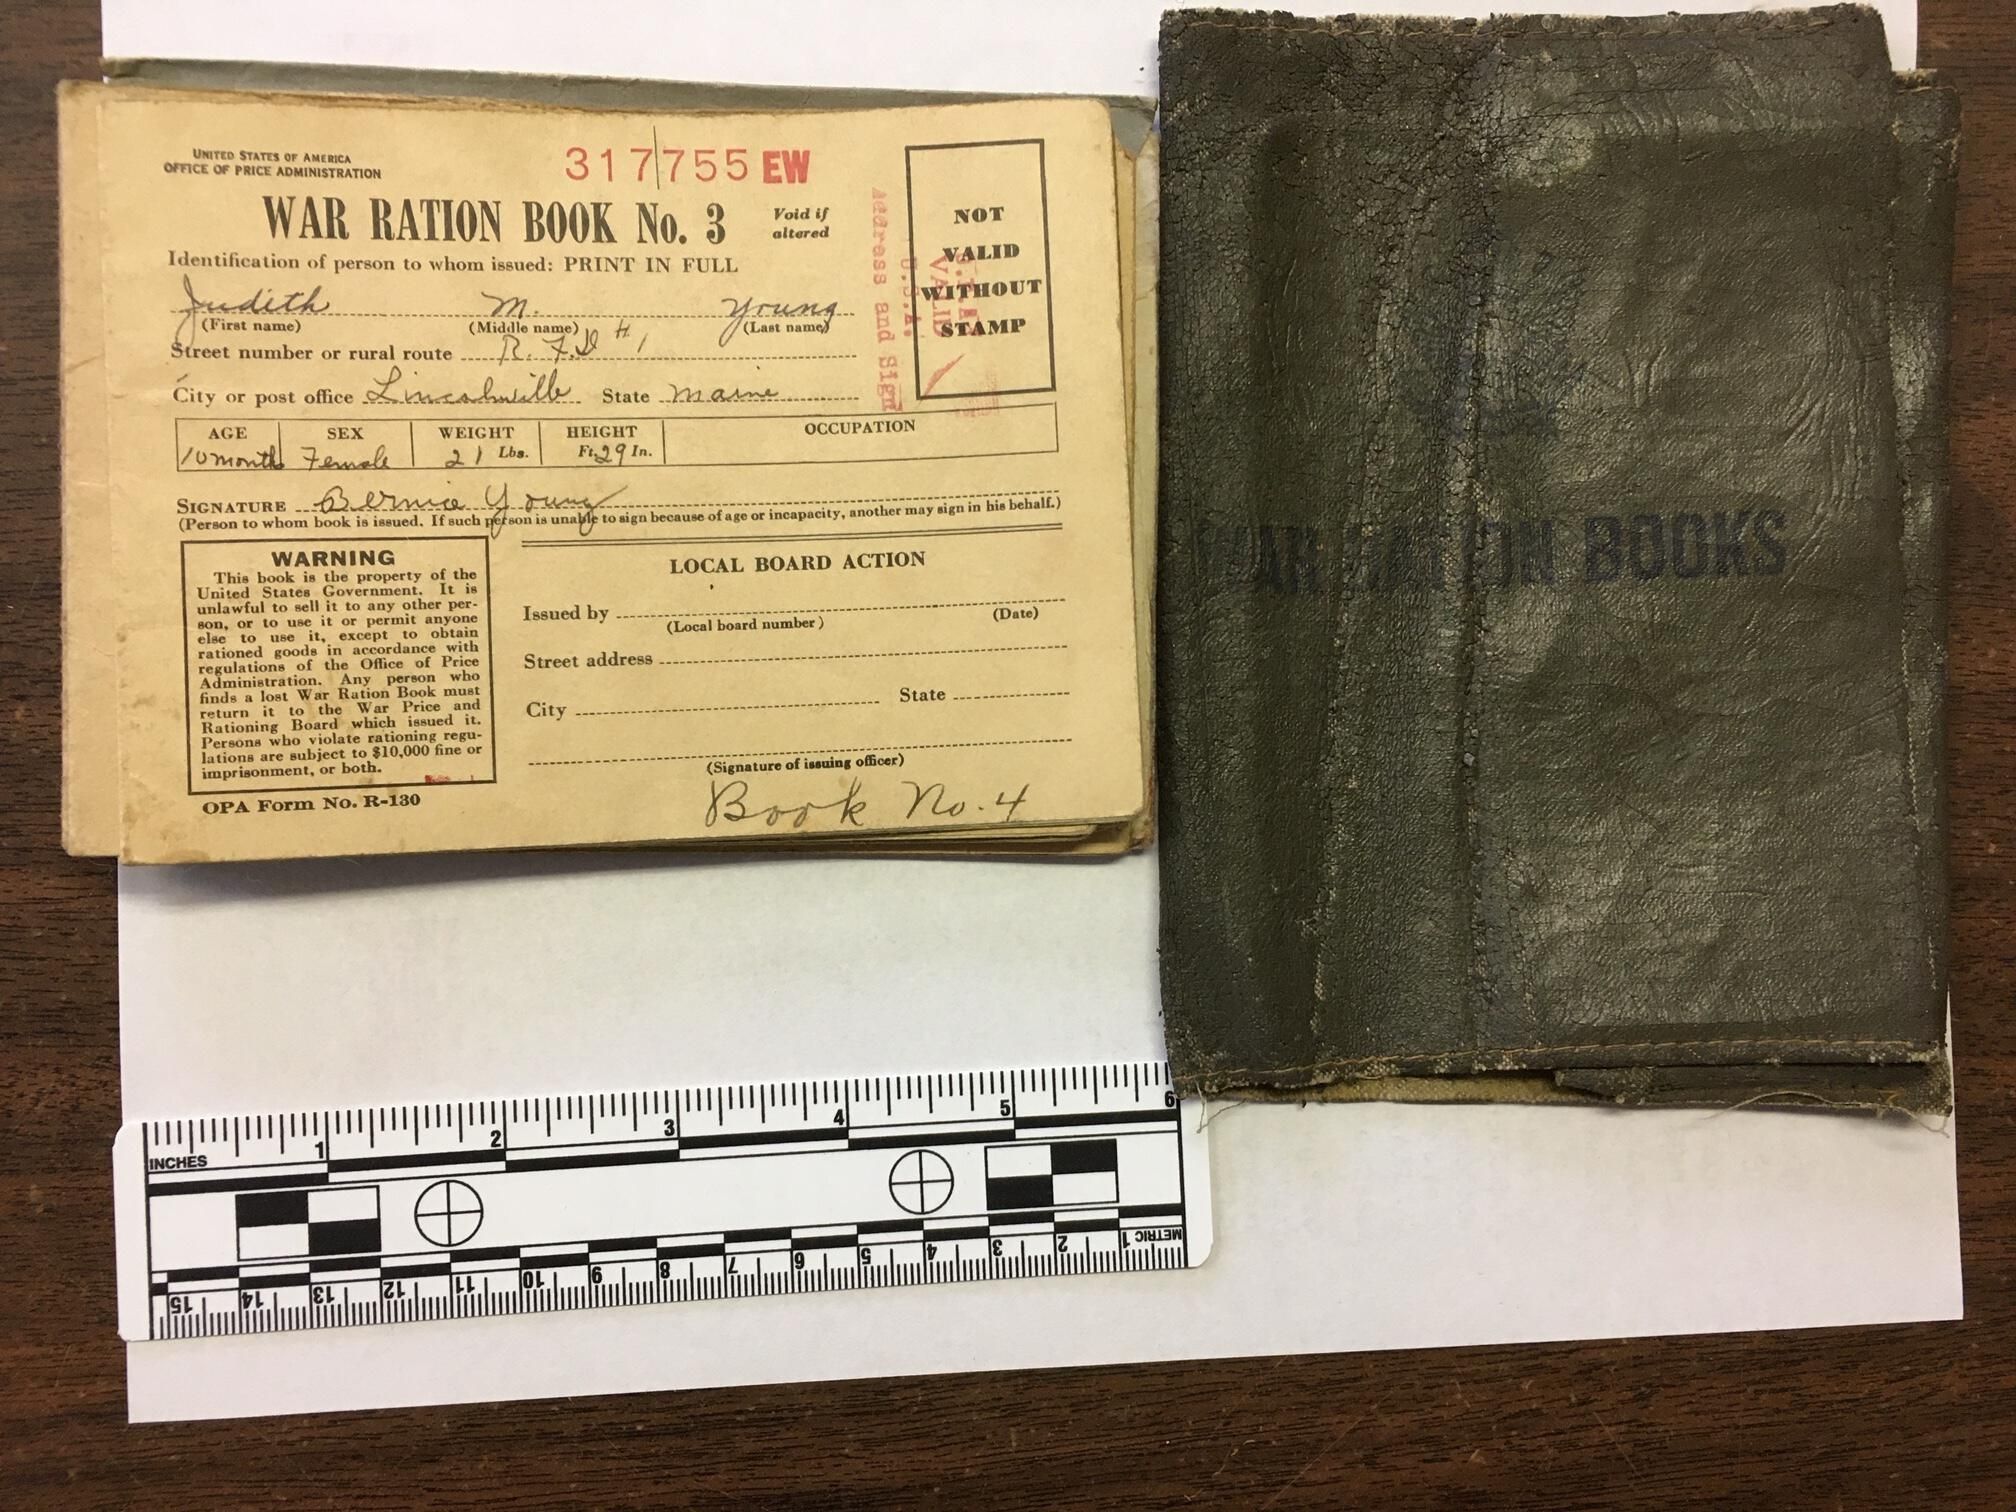 UNITED STATES OF AMERICA
OFFICE OF PRICE ADMINISTRATION
317755 EW
WAR RATION BOOK No. 3
Void if
altered
Identification of person to whom issued: PRINT IN FULL
Judith M. Young
(First name) (Middle name) (Last name)
Street number or rural route R. F. D #1
City or post office Lincolnville State Maine
AGE SEX WEIGHT HEIGHT OCCUPATION
10 month Female 21 Lbs. Ft. 29 In.
SIGNATURE Bernice Young
(Person to whom book is issued. If such person is unable to sign because of age or incapacity, another may sign in his behalf.)
NOT
VALID
WITHOUT
STAMP
VALID
U.S.A.
Address and Sign
WARNING
This book is the property of the
United States Government. It is
unlawful to sell it to any other per-
son, or to use it or permit anyone
else to use it, except to obtain
rationed goods in accordance with
regulations of the Office of Price
Administration. Any person who
finds a lost War Ration Book must
return it to the War Price and
Rationing Board which issued it.
Persons who violate rationing regu-
lations are subject to $10,000 fine or
imprisonment, or both.
OPA Form No. R-130
LOCAL BOARD ACTION
Issued by
(Local board number) (Date)
Street address
City State
(Signature of issuing officer)
Book No. 4
WAR RATION BOOKS
INCHES 1 2 3 4 5 6
METRIC 1 2 3 4 5 6 7 8 9 10 11 12 13 14 15